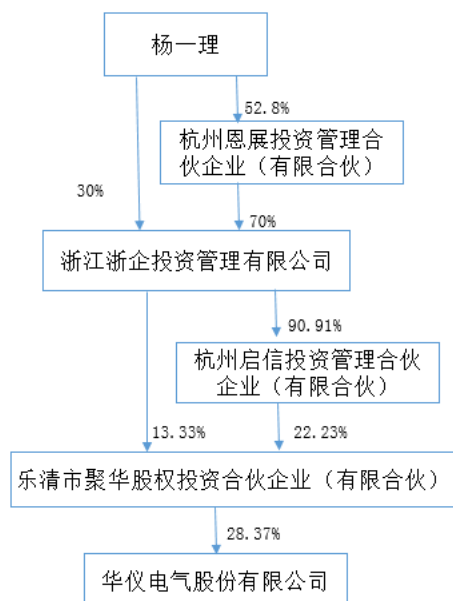 杨一理
52.8%
杭州恩展投资管理合
伙企业（有限合伙）
30%
70%
浙江浙企投资管理有限公司
90.91%
杭州启信投资管理合伙
企业（有限合伙）
13.33%
22.23%
乐清市聚华股权投资合伙企业（有限合伙）
28.37%
华仪电气股份有限公司